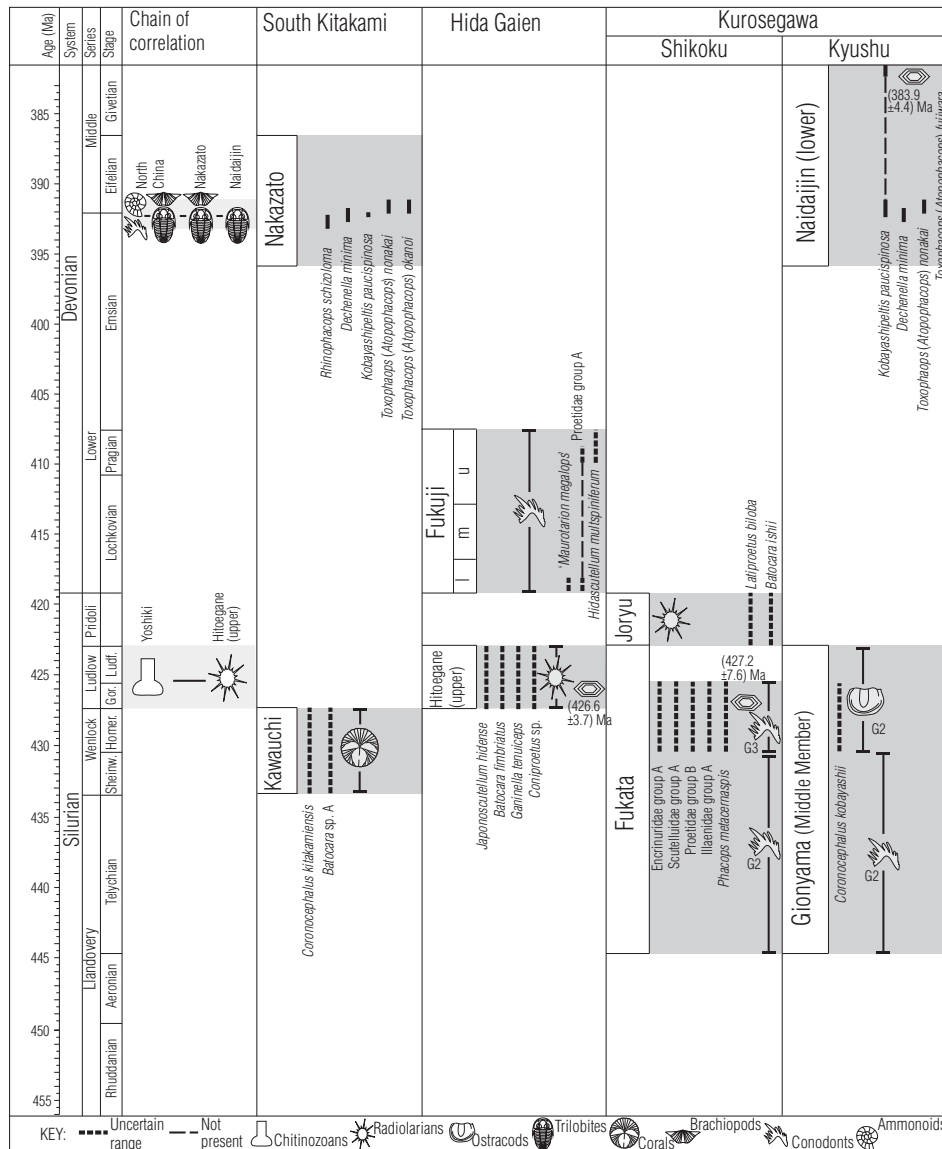 Age (Ma)
System
Series
Stage
Chain of
correlation
South Kitakami
Hida Gaien
Kurosegawa
Shikoku
Kyushu
385
390
395
400
405
410
415
420
425
430
435
440
445
450
455
Devonian
Silurian
Middle
Lower
Pridoli
Ludlow
Wenlock
Llandovery
Givetian
Eifelian
Emsian
Pragian
Lochkovian
Ludf.
Gor.
Homer.
Sheinw.
Telychian
Aeronian
Rhuddanian
North
China
Nakazato
Naidaijin
Yoshiki
Hitoegane
(upper)
Nakazato
Rhinophacops schizoloma
Dechenella minima
Kobayashipeltis paucispinosa
Toxophaops (Atopophacops) nonakai
Toxophacops (Atopophacops) okanoi
Kawauchi
Coronocephalus kitakamiensis
Batocara sp. A
Fukuji
u
m
l
'Maurotarion megalops'
Proetidae group A
Hidascutellum multspiniferum
Hitoegane
(upper)
(426.6
±3.7) Ma
Japonoscutellum hidense
Batocara fimbriatus
Ganinella tenuiceps
Coniproetus sp.
Joryu
Latiproetus biloba
Batocara ishii
Fukata
(427.2
±7.6) Ma
G3
G2
Encrinuridae group A
Scutelluidae group A
Proetidae B
Illaenidae group A
Phacops metacernaspis
Naidaijin (lower)
(383.9
±4.4) Ma
Kobayashipeltis paucispinosa
Dechenella minima
Toxophaops (Atopophacops) nonakai
Toxophacops (Atopophacops) fujiwara
Gionyama (Middle Member)
Coronocephalus kobayashii
G2
G2
KEY:
Uncertain
range
Not
present
Chitinozoans
Radiolarians
Ostracods
Trilobites
Corals
Brachiopods
Conodonts
Ammonoids